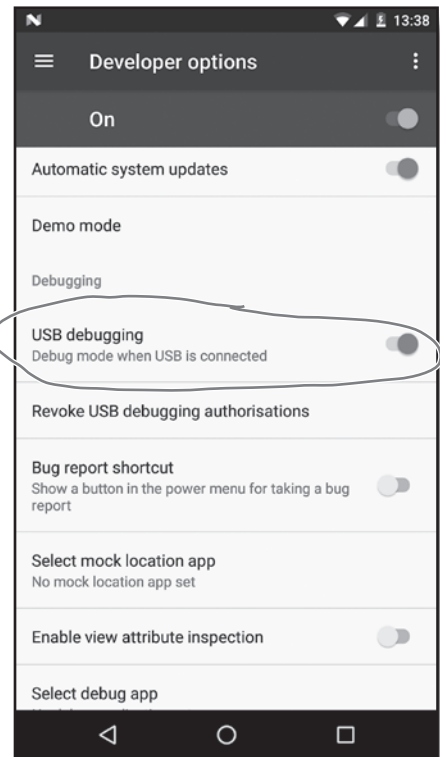 13:38
Developer options
On
Automatic system updates
Demo mode
Debugging
USB debugging
Debug mode when USB is connected
Revoke USB debugging authorisations
Bug report shortcut
Show a button in the power menu for taking a bug
report
Select mock location app
No mock location app set
Enable view attribute inspection
Select debug app